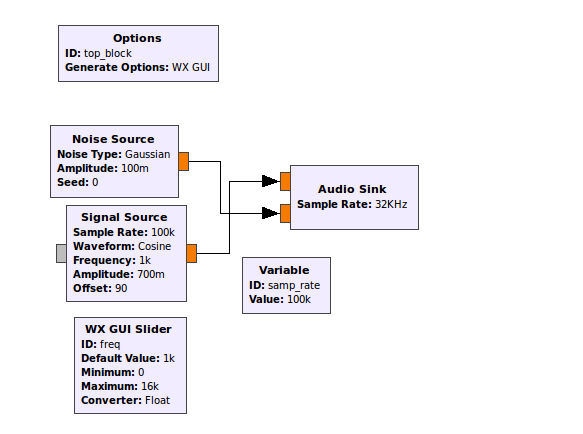 Options
ID: top_block
Generate Options: WX GUI
Noise Source
Noise Type: Gaussian
Amplitude: 100m
Seed: 0
Audio Sink
Sample Rate: 32KHz
Signal Source
Sample Rate: 100k
Waveform: Cosine
Frequency: 1k
Amplitude: 700m
Offset: 90
Variable
ID: samp_rate
Value: 100k
WX GUI Slider
ID: freq
Default Value: 1k
Minimum: 0
Maximum: 16k
Converter: Float